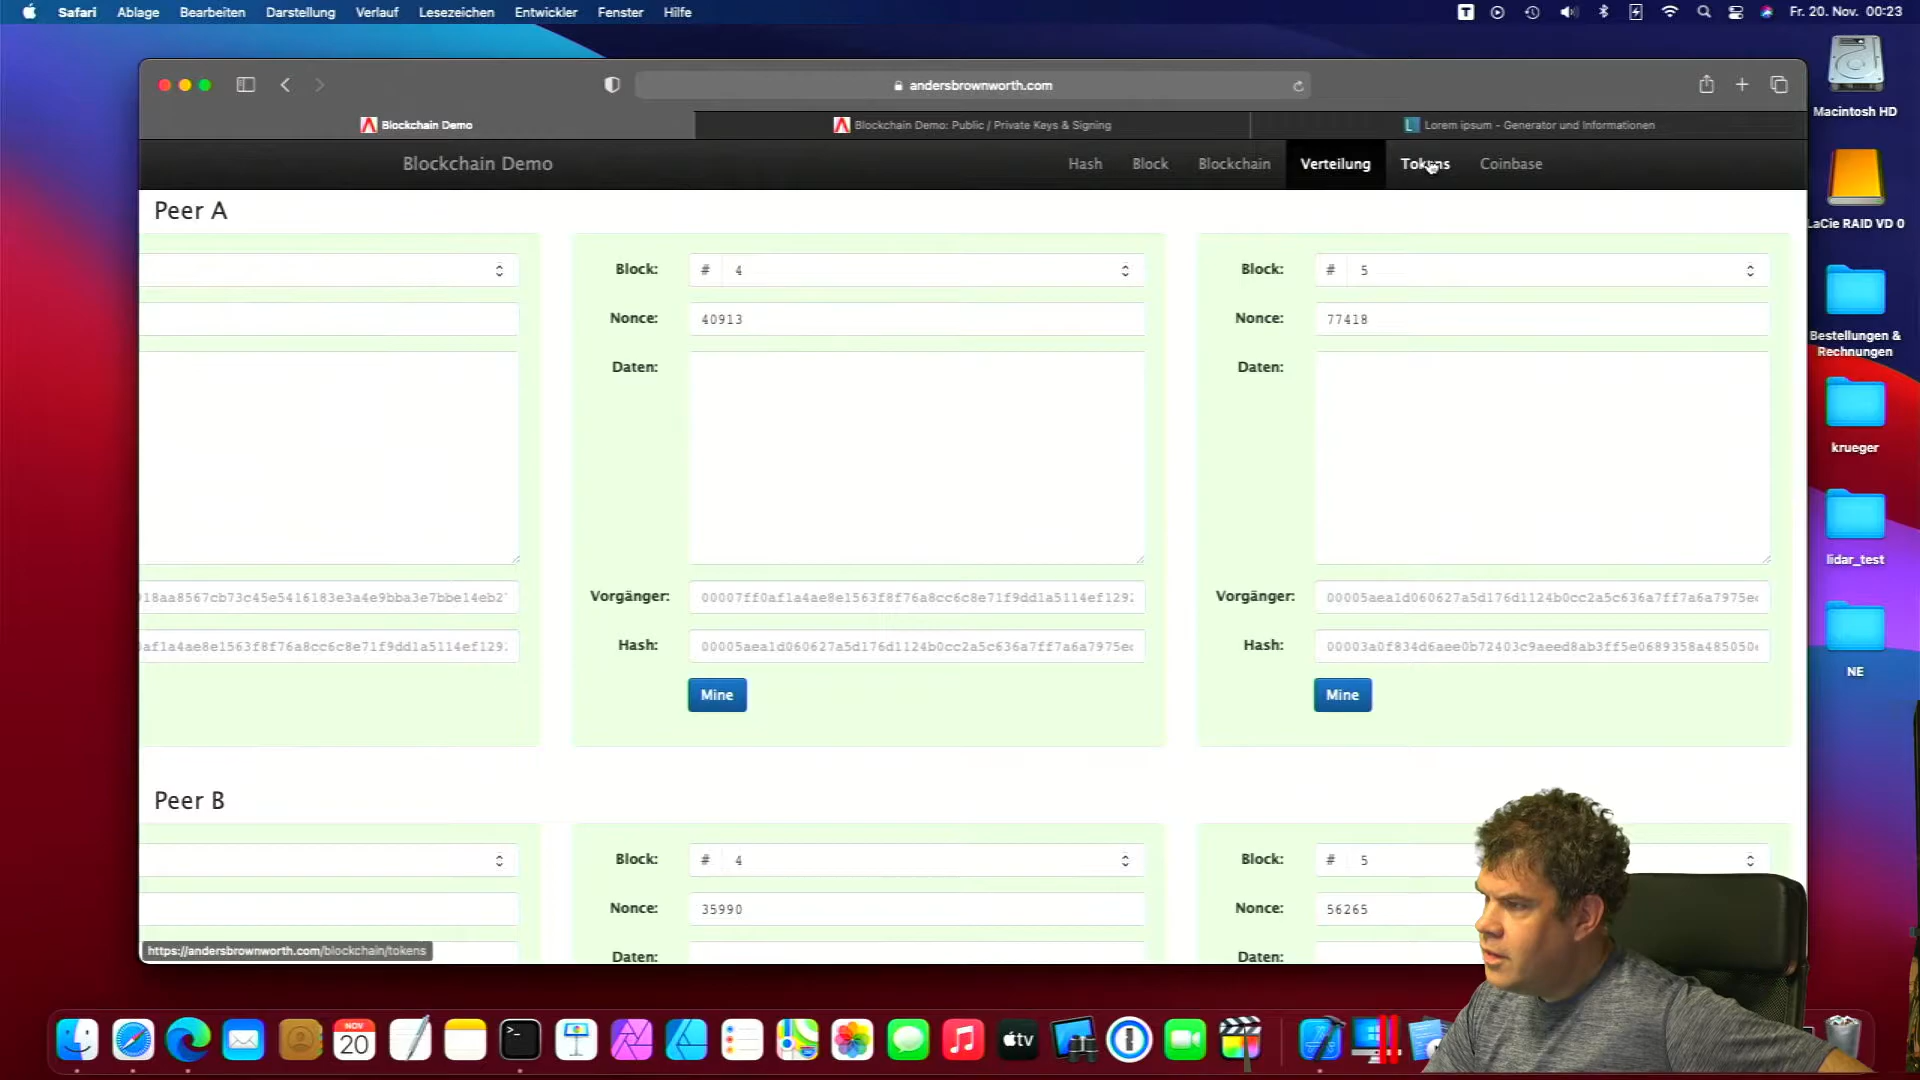 Safari Ablage Bearbeiten Darstellung Verlauf Lesezeichen Entwickler Fenster Hilfe
Fr. 20. Nov. 00:23
andersbrownworth.com
Blockchain Demo
Blockchain Demo: Public / Private Keys & Signing
Lorem ipsum - Generator und Informationen
Blockchain Demo
Hash Block Blockchain Verteilung Tokens Coinbase
Peer A
Block: # 4
Block: # 5
Nonce: 40913
Nonce: 77418
Daten:
Daten:
Vorgänger: 00007ff0af1a4ae8e1563f8f76a8cc6c8e71f9dd1a5114ef1292
Vorgänger: 00005aea1d060627a5d176d1124b0cc2a5c636a7ff7a6a7975e
Hash: 00005aea1d060627a5d176d1124b0cc2a5c636a7ff7a6a7975e
Hash: 00003a0f834d6aee0b72403c9aeed8ab3ff5e0689358a485050
Mine
Mine
Peer B
Block: # 4
Block: # 5
Nonce: 35990
Nonce: 56265
Daten:
Daten:
https://andersbrownworth.com/blockchain/tokens
Macintosh HD
LaCie RAID VD 0
Bestellungen &
Rechnungen
krueger
lidar_test
NE
NOV
20
tv